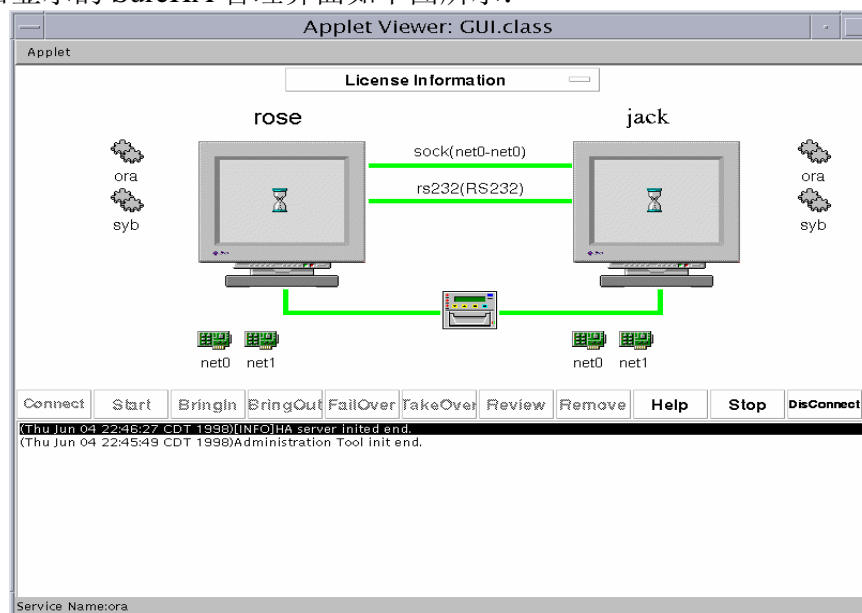 Applet Viewer: GUI.class
Applet
License Information
rose
jack
sock(net0-net0)
rs232(RS232)
ora
syb
ora
syb
net0 net1
net0 net1
Connect Start BringIn BringOut FailOver TakeOver Review Remove Help Stop DisConnect
(Thu Jun 04 22:46:27 CDT 1998)[INFO]HA server inited end.
(Thu Jun 04 22:45:49 CDT 1998)Administration Tool init end.
Service Name:ora